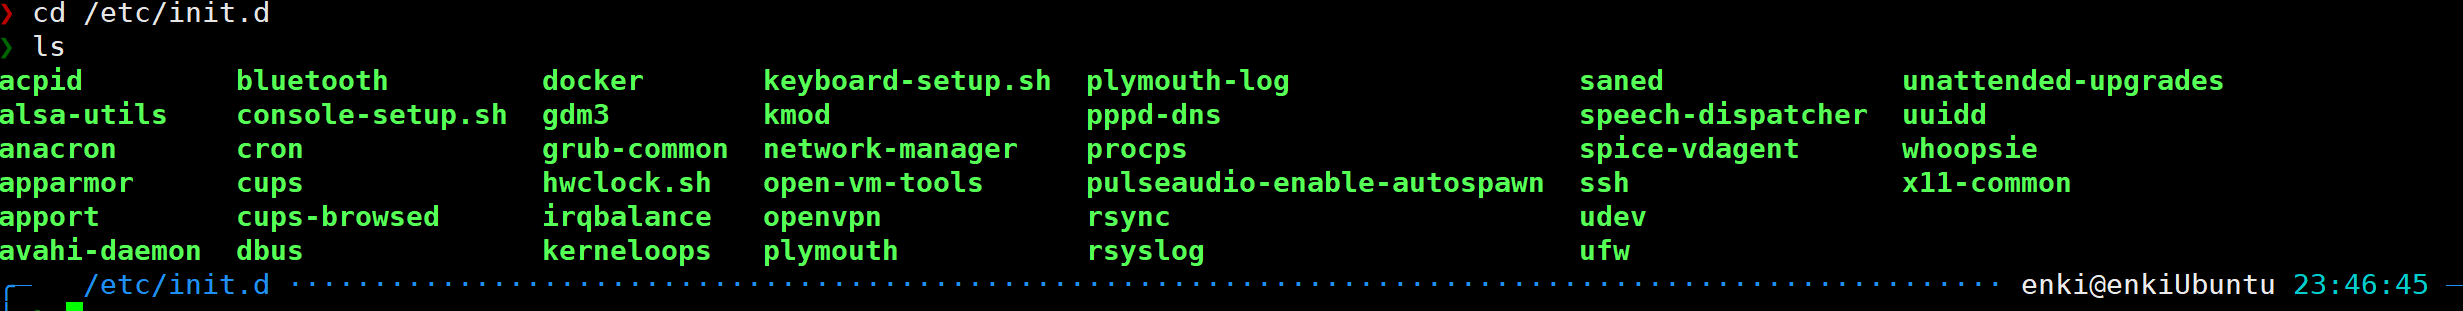 ❯ cd /etc/init.d
❯ ls
acpid bluetooth docker keyboard-setup.sh plymouth-log saned unattended-upgrades
alsa-utils console-setup.sh gdm3 kmod pppd-dns speech-dispatcher uuidd
anacron cron grub-common network-manager procps spice-vdagent whoopsie
apparmor cups hwclock.sh open-vm-tools pulseaudio-enable-autospawn ssh x11-common
apport cups-browsed irqbalance openvpn rsync udev
avahi-daemon dbus kerneloops plymouth rsyslog ufw
/etc/init.d enki@enkiUbuntu 23:46:45